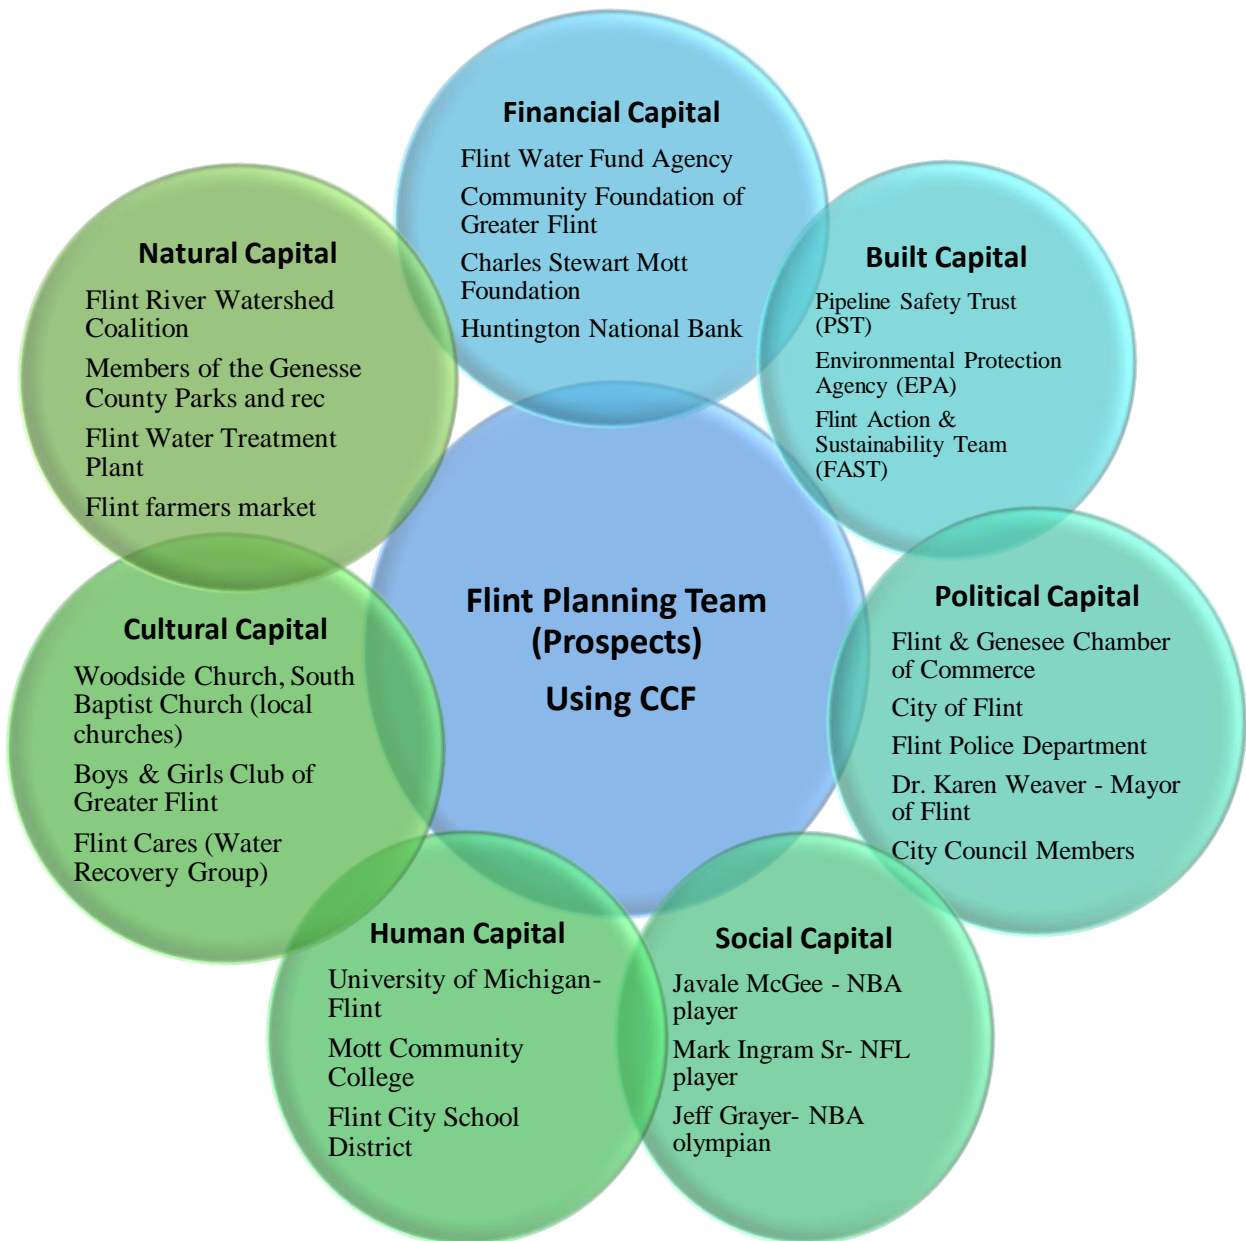 Financial Capital
Flint Water Fund Agency
Community Foundation of
Greater Flint
Charles Stewart Mott
Foundation
Huntington National Bank
Built Capital
Pipeline Safety Trust
(PST)
Environmental Protection
Agency (EPA)
Flint Action &
Sustainability Team
(FAST)
Political Capital
Flint & Genesee Chamber
of Commerce
City of Flint
Flint Police Department
Dr. Karen Weaver - Mayor
of Flint
City Council Members
Social Capital
Javale McGee - NBA
player
Mark Ingram Sr- NFL
player
Jeff Grayer- NBA
olympian
Human Capital
University of Michigan-
Flint
Mott Community
College
Flint City School
District
Cultural Capital
Woodside Church, South
Baptist Church (local
churches)
Boys & Girls Club of
Greater Flint
Flint Cares (Water
Recovery Group)
Natural Capital
Flint River Watershed
Coalition
Members of the Genesse
County Parks and rec
Flint Water Treatment
Plant
Flint farmers market
Flint Planning Team
(Prospects)
Using CCF